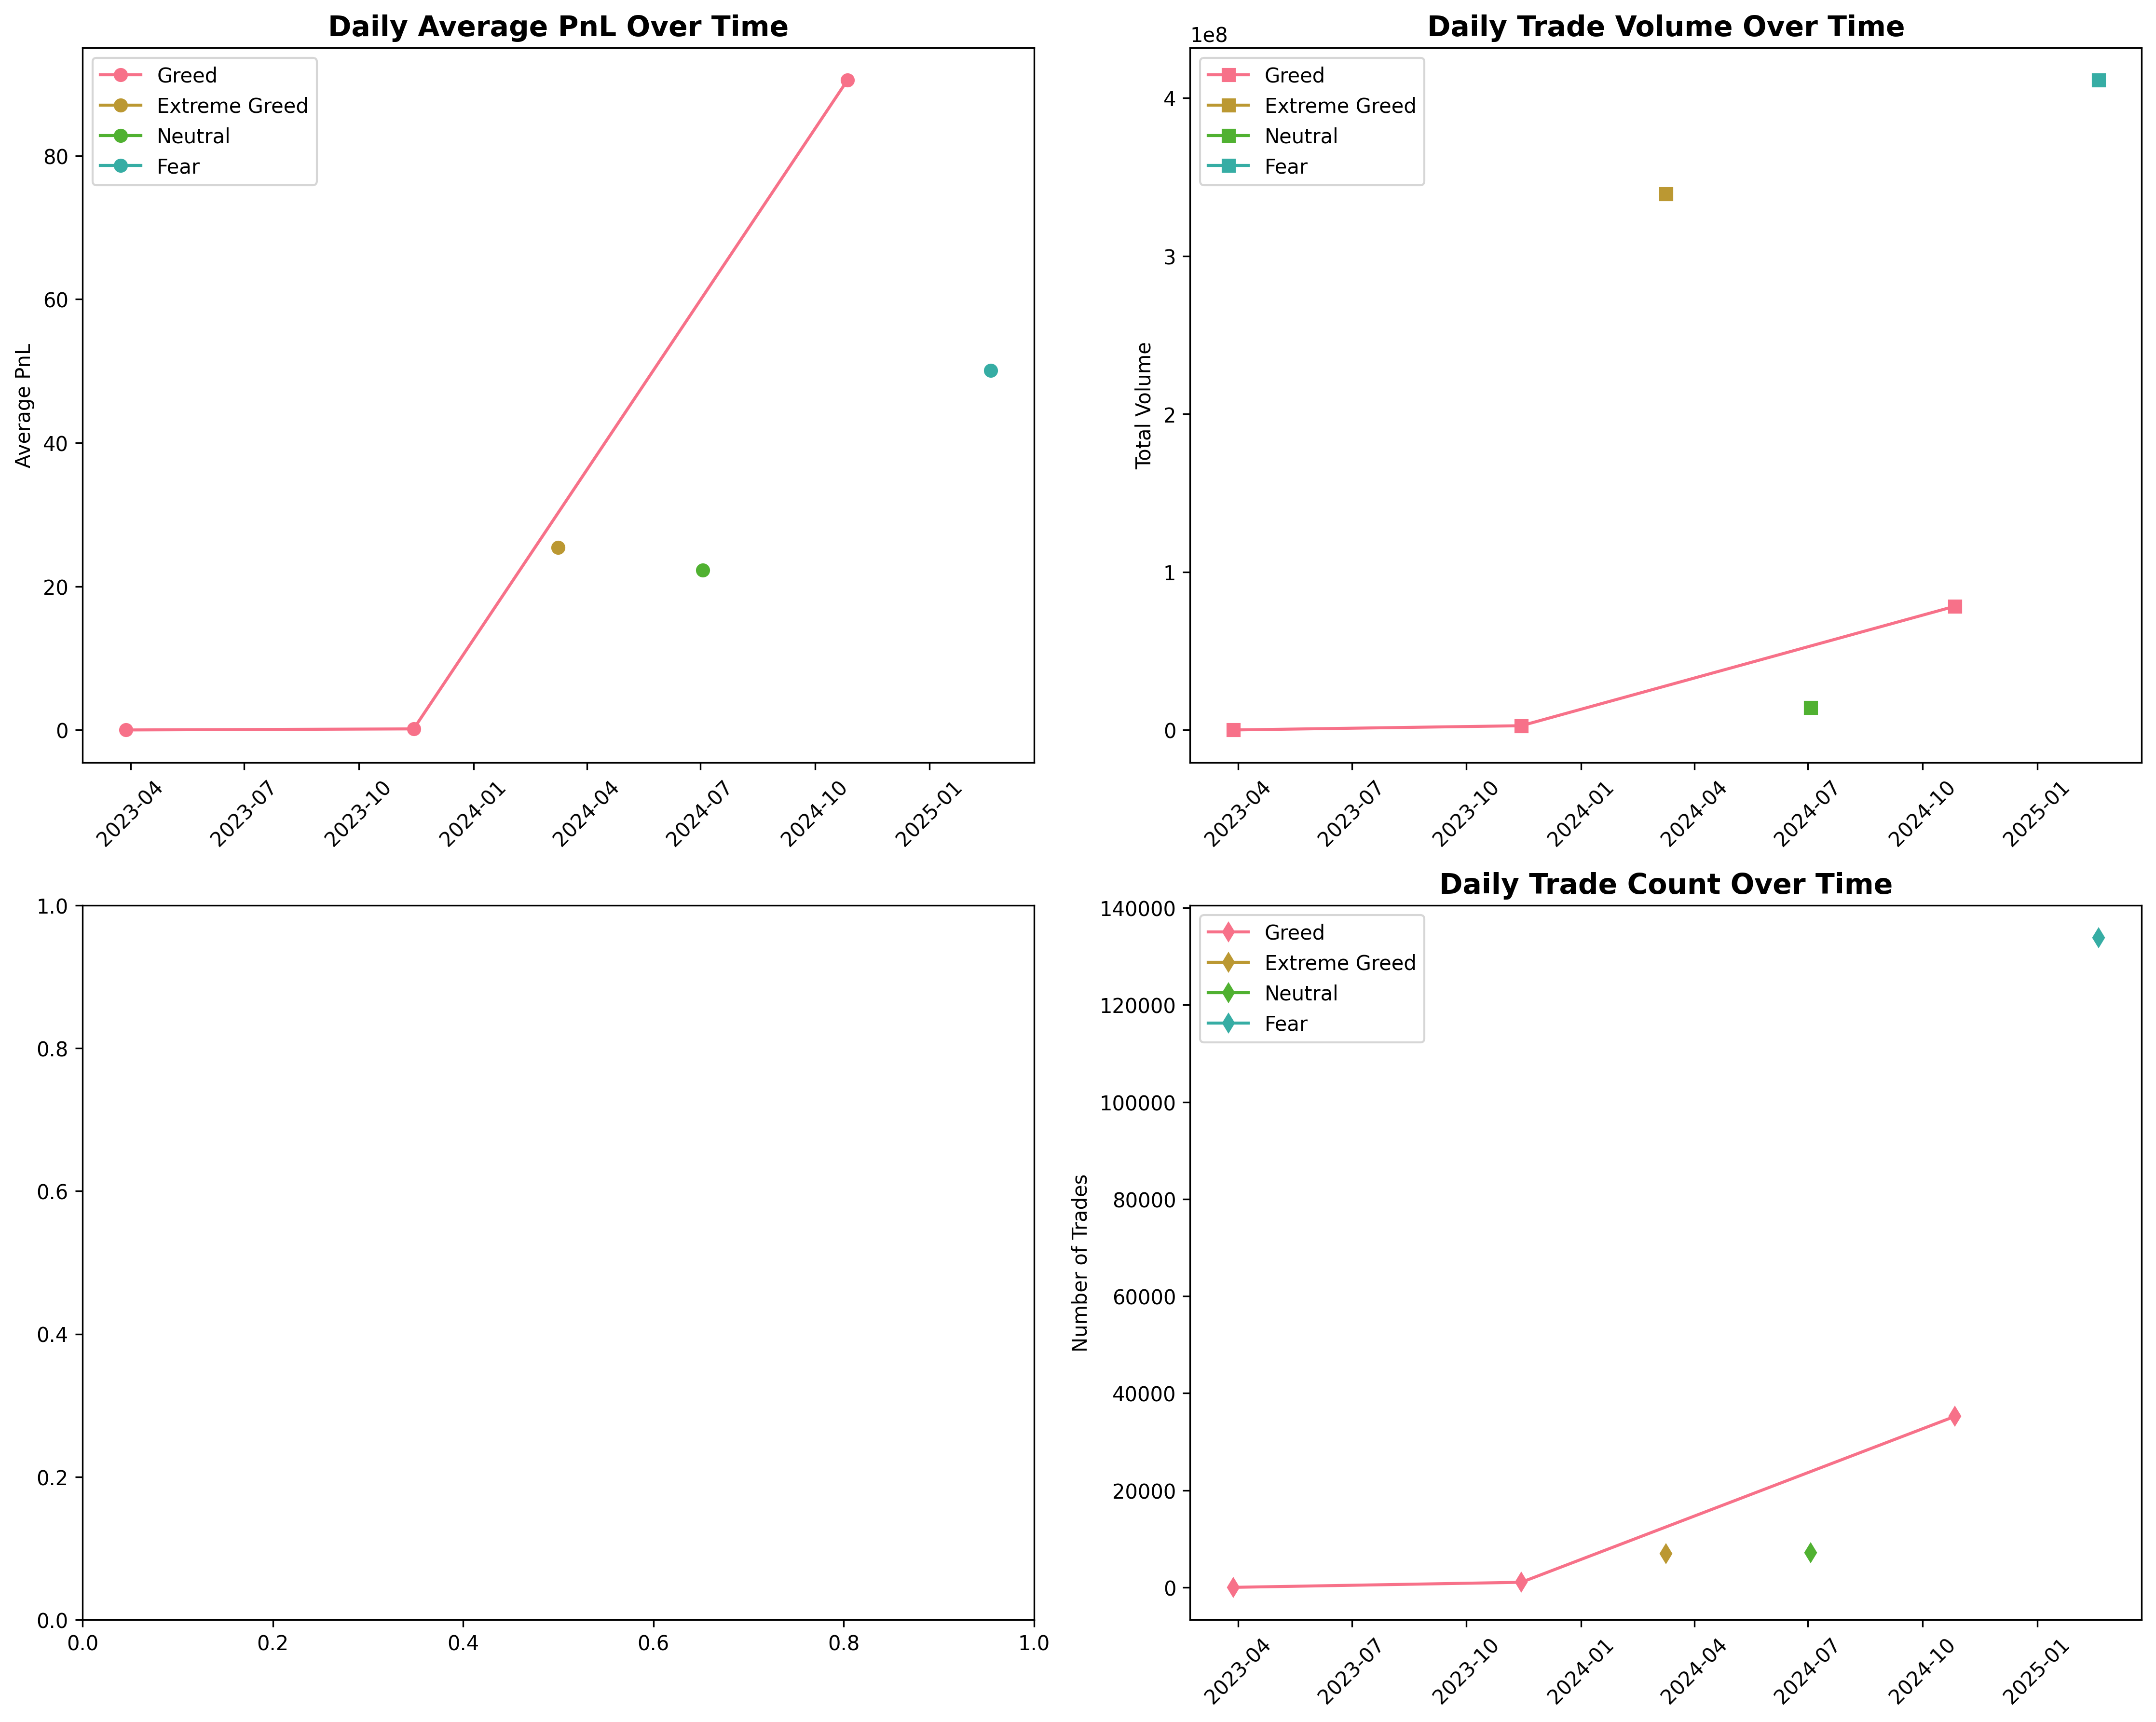 Daily Average PnL Over Time
Greed
Extreme Greed
Neutral
Fear
Average PnL
80
60
40
20
0
2023-04
2023-07
2023-10
2024-01
2024-04
2024-07
2024-10
2025-01
Daily Trade Volume Over Time
1e8
Greed
Extreme Greed
Neutral
Fear
Total Volume
4
3
2
1
0
2023-04
2023-07
2023-10
2024-01
2024-04
2024-07
2024-10
2025-01
1.0
0.8
0.6
0.4
0.2
0.0
0.0
0.2
0.4
0.6
0.8
1.0
Daily Trade Count Over Time
Greed
Extreme Greed
Neutral
Fear
Number of Trades
140000
120000
100000
80000
60000
40000
20000
0
2023-04
2023-07
2023-10
2024-01
2024-04
2024-07
2024-10
2025-01